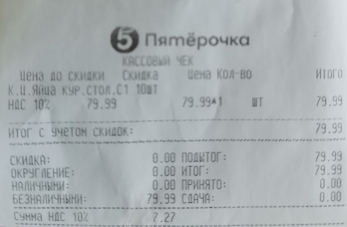 5 Пятёрочка
КАССОВЫЙ ЧЕК
Цена до скидки Скидка Цена Кол-во Итого
К.Ц.Яйцо КУР.СТОЛ.С1 10шт
НДС 10% 79.99 79.99*1 шт 79.99
ИТОГ С УЧЕТОМ СКИДОК: 79.99
СКИДКА: 0.00 ПОДЫТОГ: 79.99
ОКРУГЛЕНИЕ: 0.00 ИТОГ: 79.99
НАЛИЧНЫМИ: 0.00 ПРИНЯТО: 0.00
БЕЗНАЛИЧНЫМИ: 79.99 СДАЧА: 0.00
Сумма НДС 10% 7.27